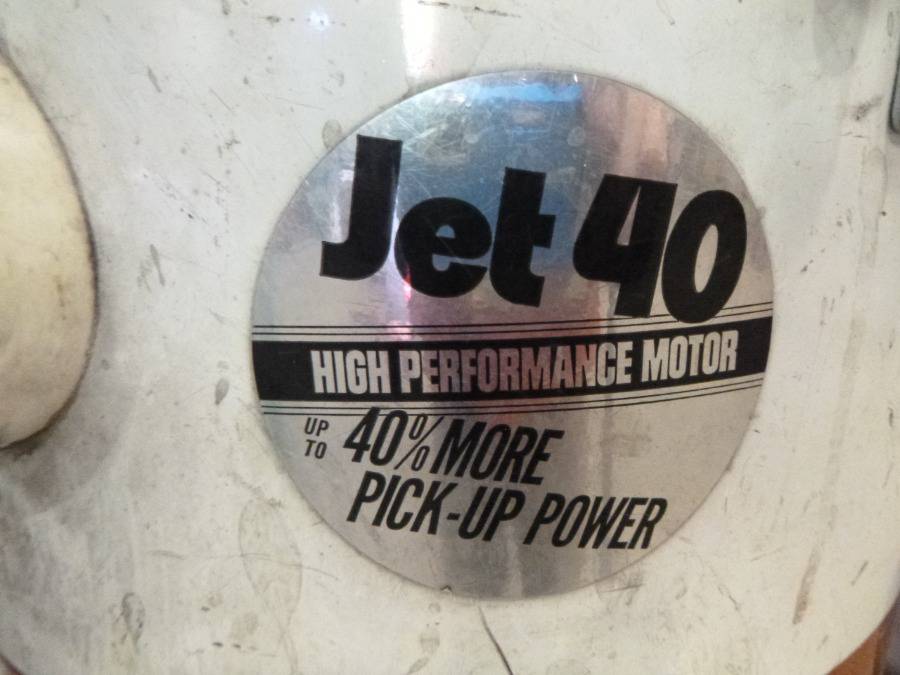 Jet 40
HIGH PERFORMANCE MOTOR
UP TO 40% MORE
PICK-UP POWER